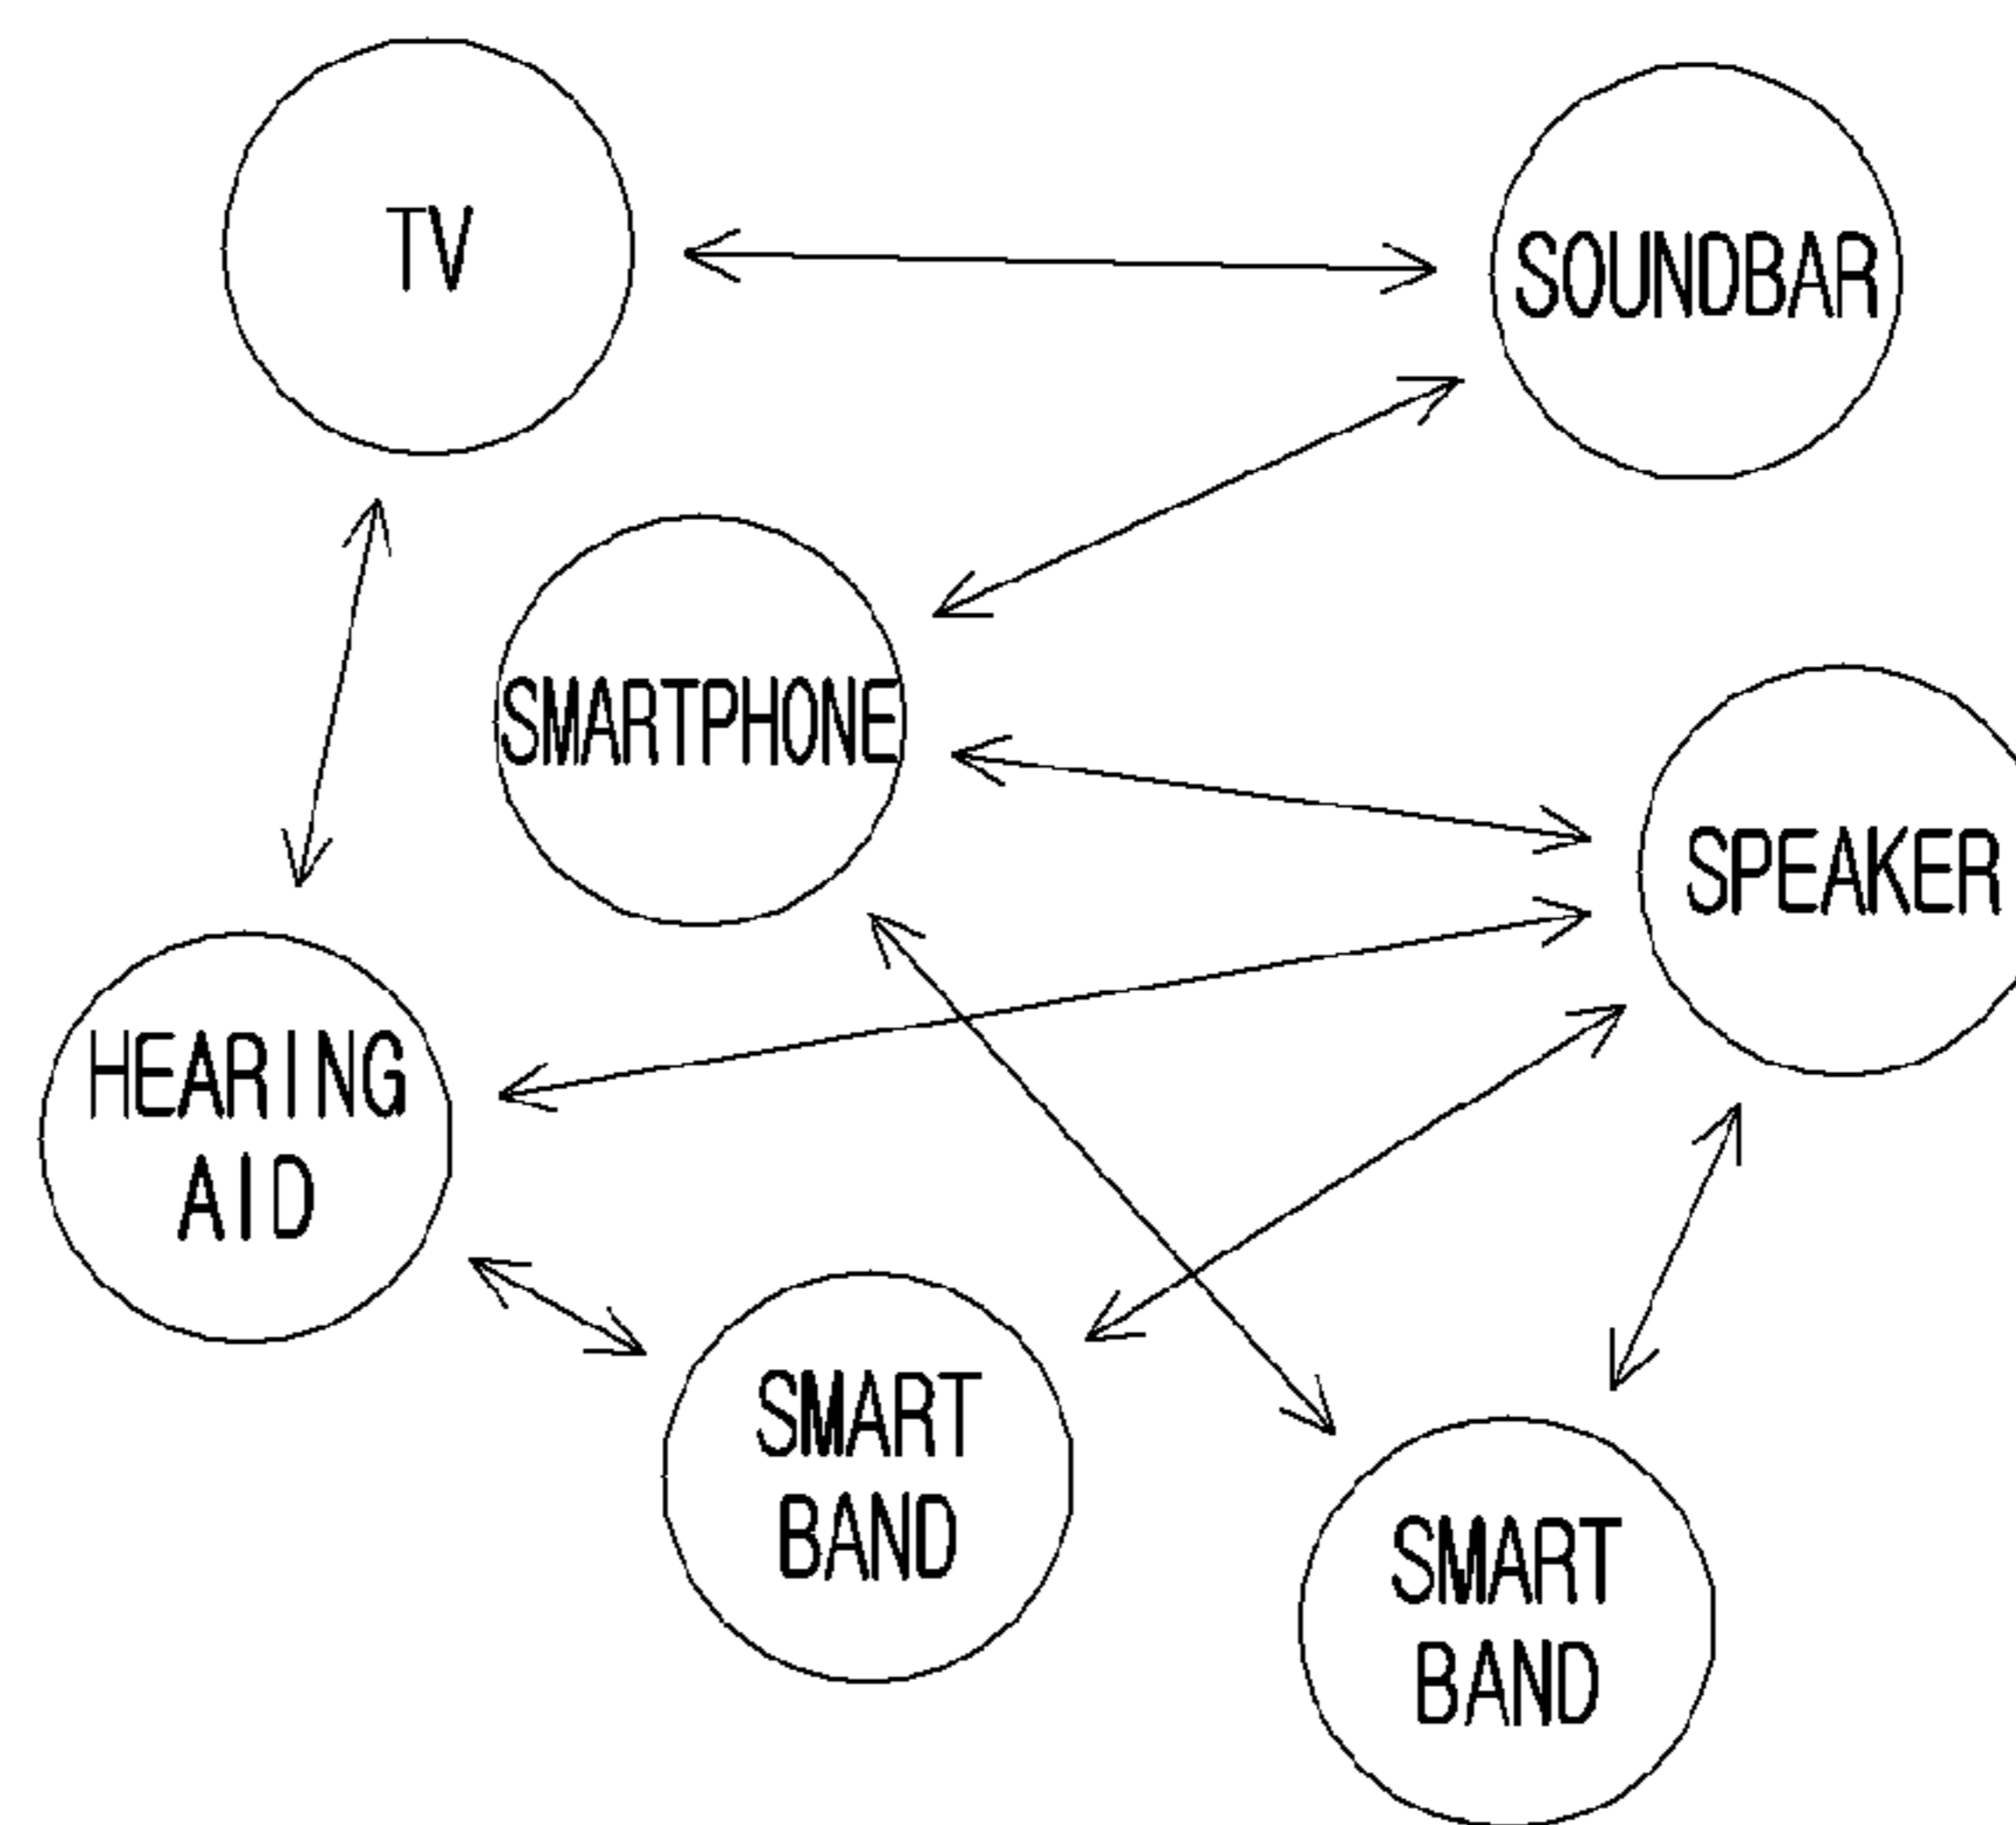 TV
SOUNDBAR
SMARTPHONE
SPEAKER
HEARING
AID
SMART
BAND
SMART
BAND